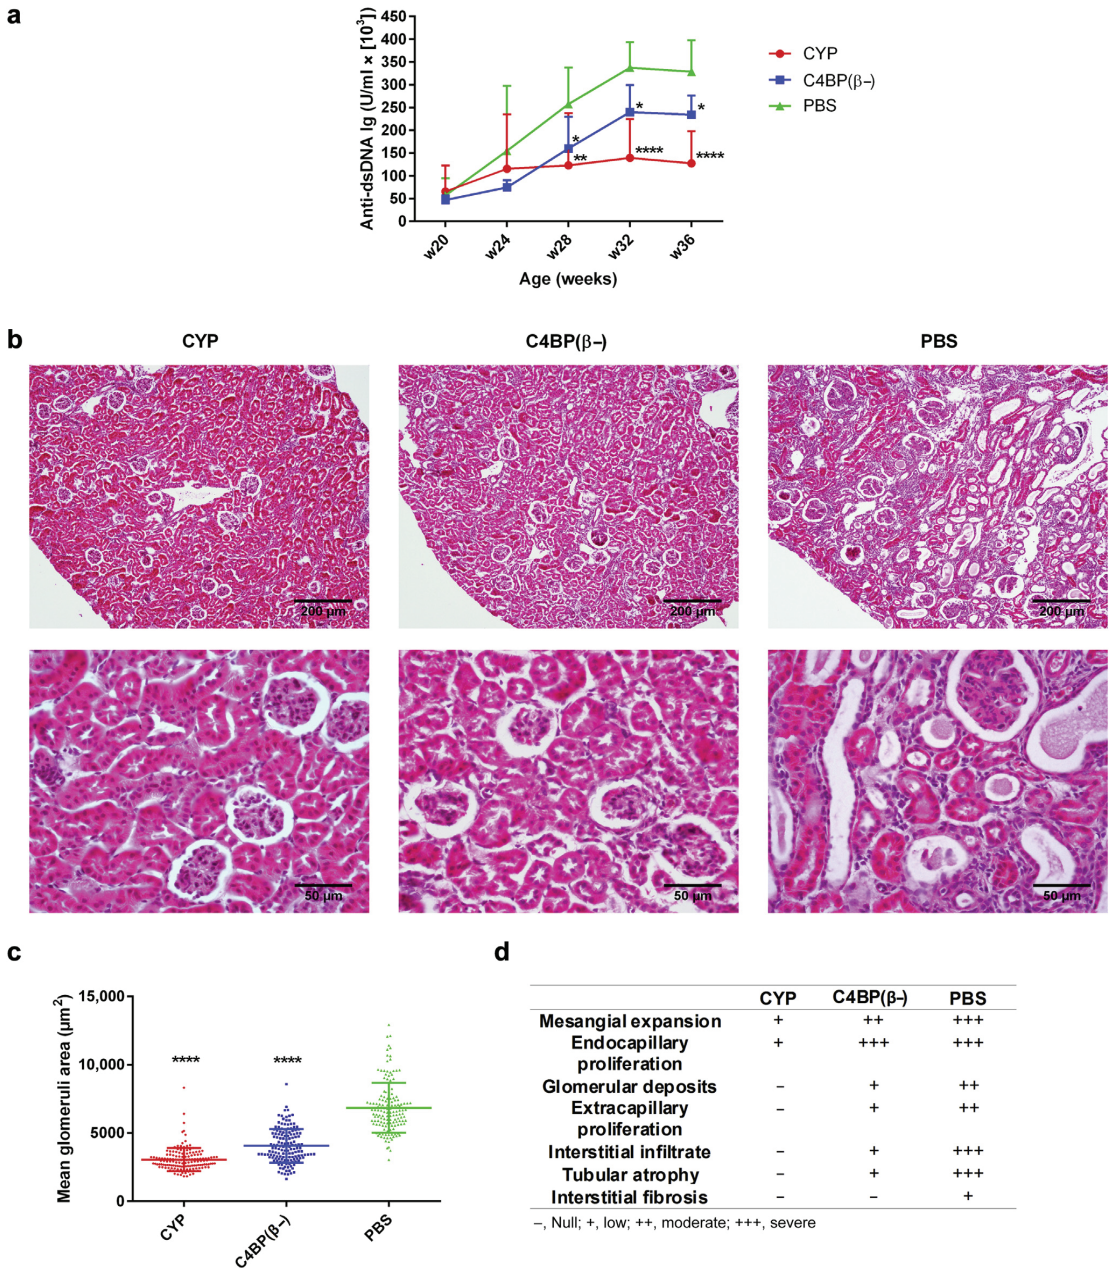 a
Anti-dsDNA Ig (U/ml × [10³]
450
400
350
300
250
200
150
100
50
0
*
**
*
****
*
****
w20
w24
w28
w32
w36
Age (weeks)
CYP
C4BP(β–)
PBS
b
CYP
C4BP(β–)
PBS
200 µm
200 µm
200 µm
50 µm
50 µm
50 µm
c
Mean glomeruli area (µm²)
15,000
10,000
5000
0
****
****
CYP
C4BP(β–)
PBS
d
CYP C4BP(β–) PBS
Mesangial expansion + ++ +++
Endocapillary + +++ +++
proliferation
Glomerular deposits – + ++
Extracapillary – + ++
proliferation
Interstitial infiltrate – + +++
Tubular atrophy – + +++
Interstitial fibrosis – – +
–, Null; +, low; ++, moderate; +++, severe